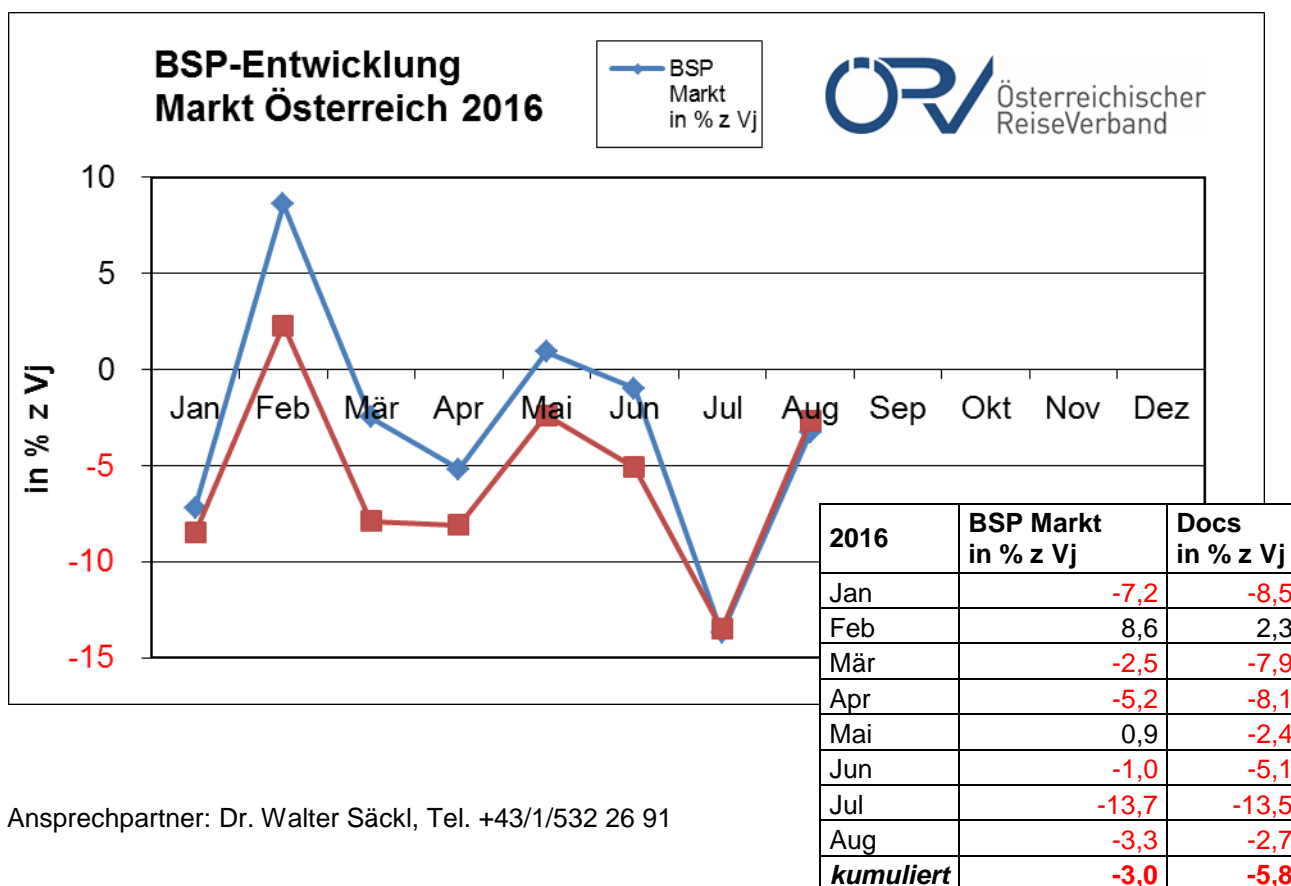 BSP-Entwicklung
Markt Österreich 2016
BSP
Markt
in % z Vj
ÖRV
Österreichischer
ReiseVerband
10
5
0
-5
-10
-15
in % z Vj
Jan Feb Mär Apr Mai Jun Jul Aug Sep Okt Nov Dez
2016 BSP Markt in % z Vj Docs in % z Vj
Jan -7,2 -8,5
Feb 8,6 2,3
Mär -2,5 -7,9
Apr -5,2 -8,1
Mai 0,9 -2,4
Jun -1,0 -5,1
Jul -13,7 -13,5
Aug -3,3 -2,7
kumuliert -3,0 -5,8
Ansprechpartner: Dr. Walter Säckl, Tel. +43/1/532 26 91